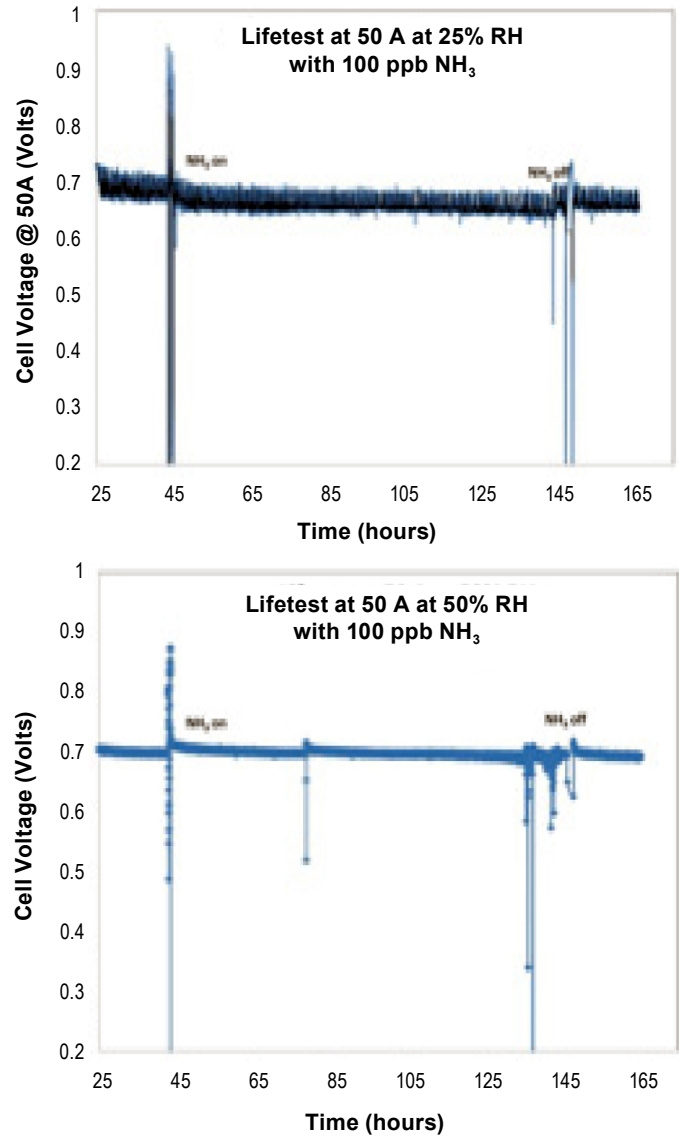 1
Lifetest at 50 A at 25% RH
with 100 ppb NH₃
0.9
0.8
0.7
0.6
0.5
0.4
0.3
0.2
Cell Voltage @ 50A (Volts)
NH₃ on
NH₃ off
25 45 65 85 105 125 145 165
Time (hours)
1
Lifetest at 50 A at 50% RH
with 100 ppb NH₃
0.9
0.8
0.7
0.6
0.5
0.4
0.3
0.2
Cell Voltage (Volts)
NH₃ on
NH₃ off
25 45 65 85 105 125 145 165
Time (hours)